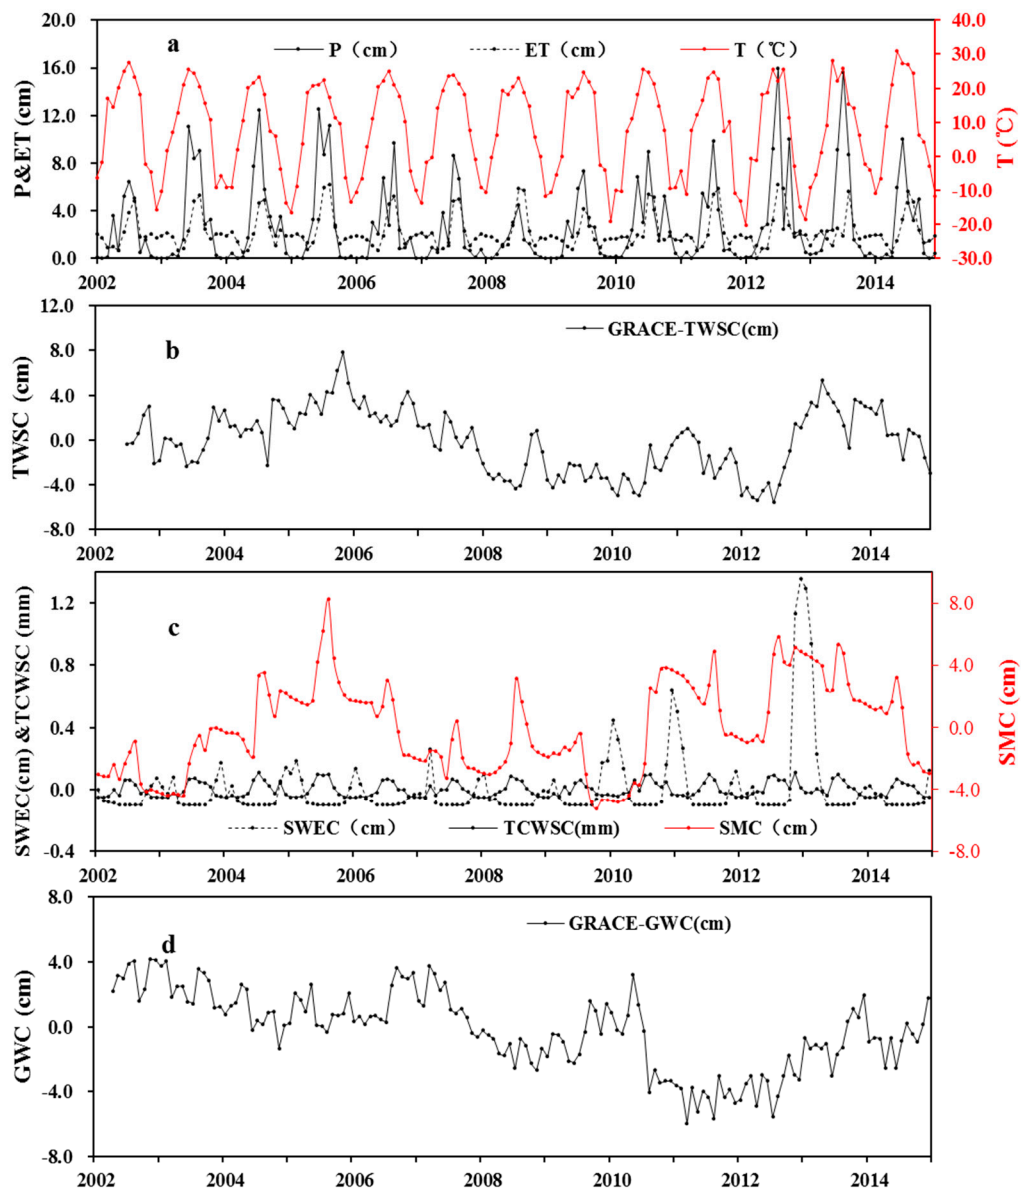 20.0 40.0
a P（cm） ET（cm） T（℃）
16.0 30.0
20.0
12.0
10.0
8.0 0.0
-10.0
4.0
-20.0
0.0 -30.0
P&ET (cm)
T (℃)
2002 2004 2006 2008 2010 2012 2014
12.0
GRACE-TWSC(cm)
b
8.0
4.0
0.0
-4.0
-8.0
TWSC (cm)
2002 2004 2006 2008 2010 2012 2014
1.2 8.0
c
0.8 4.0
0.4 0.0
0.0 -4.0
SWEC（cm） TCWSC(mm) SMC（cm）
-0.4 -8.0
SWEC(cm) &TCWSC (mm)
SMC (cm)
2002 2004 2006 2008 2010 2012 2014
8.0
GRACE-GWC(cm)
d
4.0
0.0
-4.0
-8.0
GWC (cm)
2002 2004 2006 2008 2010 2012 2014